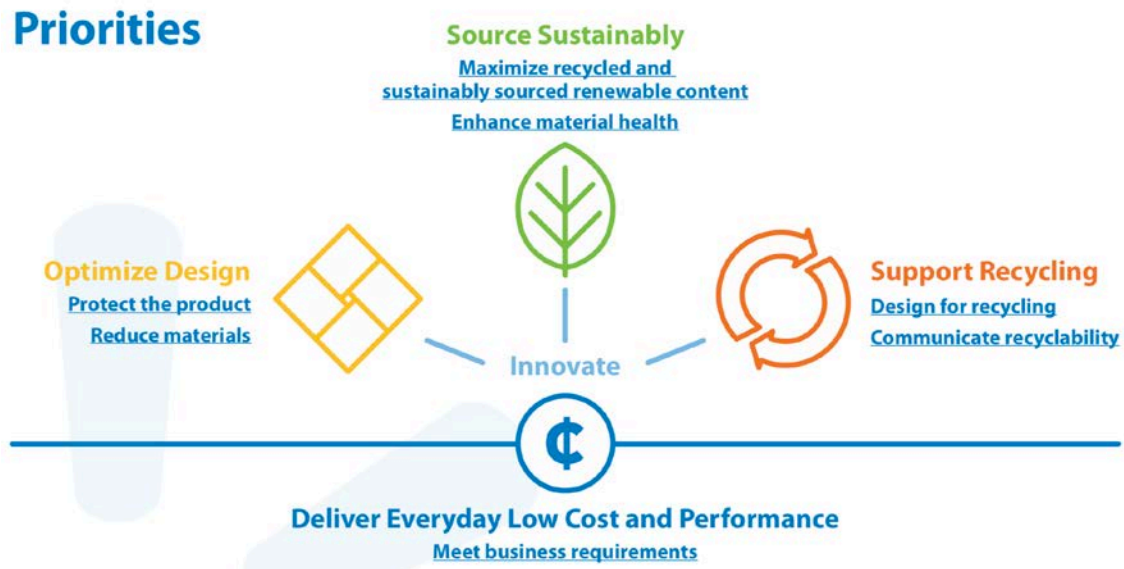 Priorities
Source Sustainably
Maximize recycled and
sustainably sourced renewable content
Enhance material health
Optimize Design
Protect the product
Reduce materials
Support Recycling
Design for recycling
Communicate recyclability
Innovate
¢
Deliver Everyday Low Cost and Performance
Meet business requirements